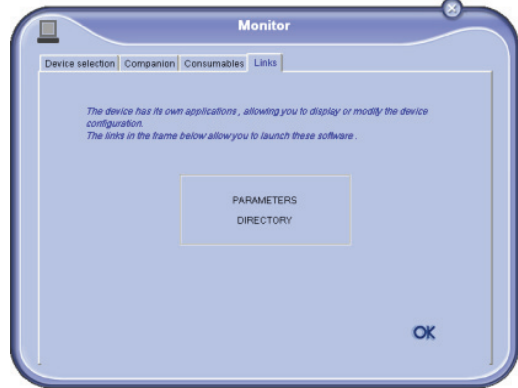 Monitor
Device selection Companion Consumables Links
The device has its own applications , allowing you to display or modify the device
configuration.
The links in the frame below allow you to launch these software .
PARAMETERS
DIRECTORY
OK